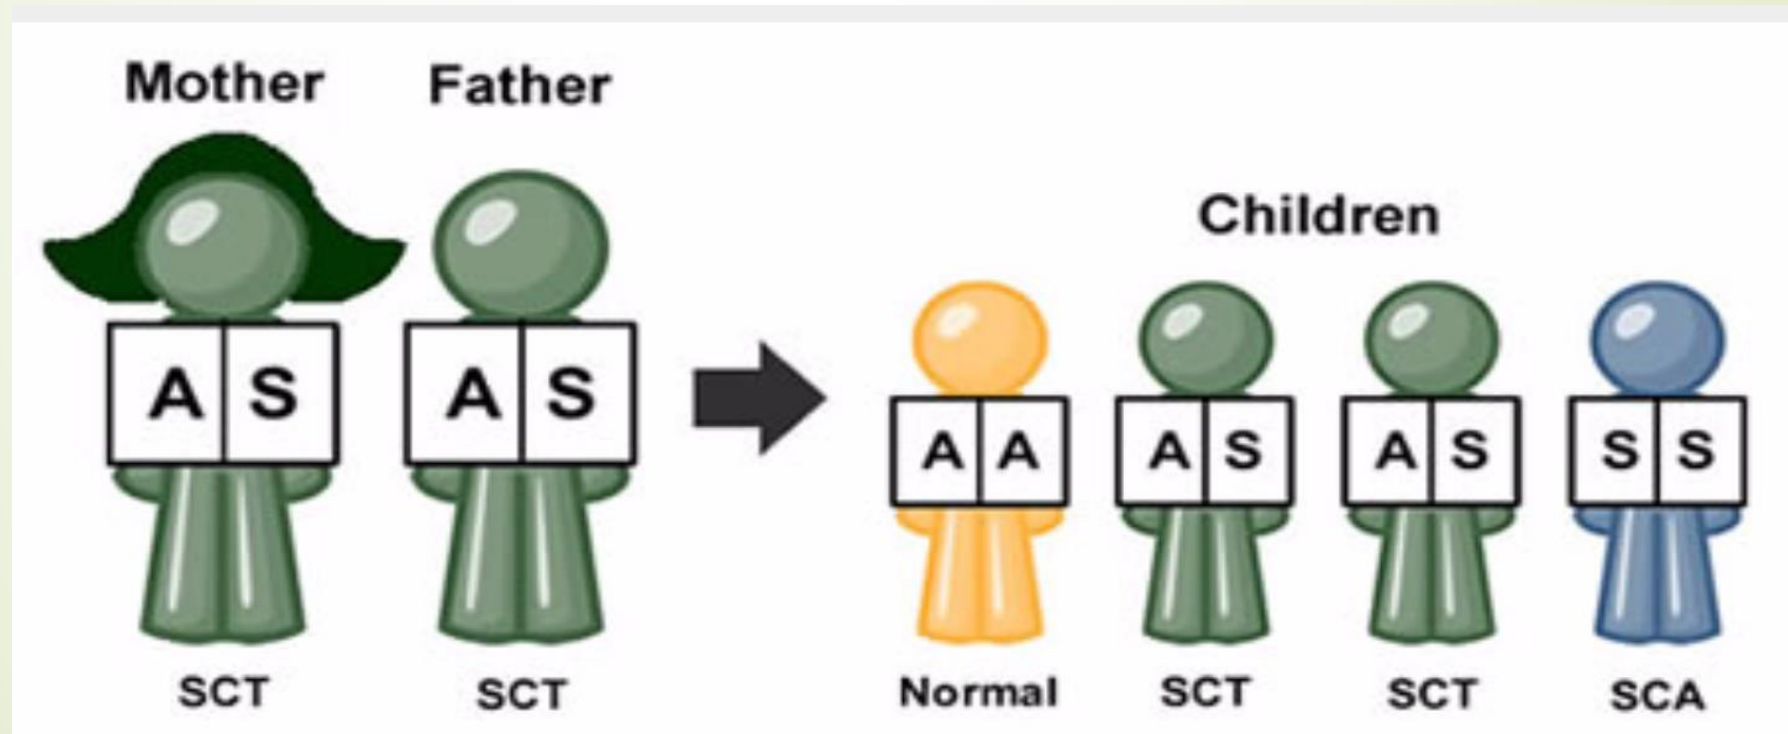 Mother Father
Children
A S A S
A A A S A S S S
SCT SCT Normal SCT SCT SCA